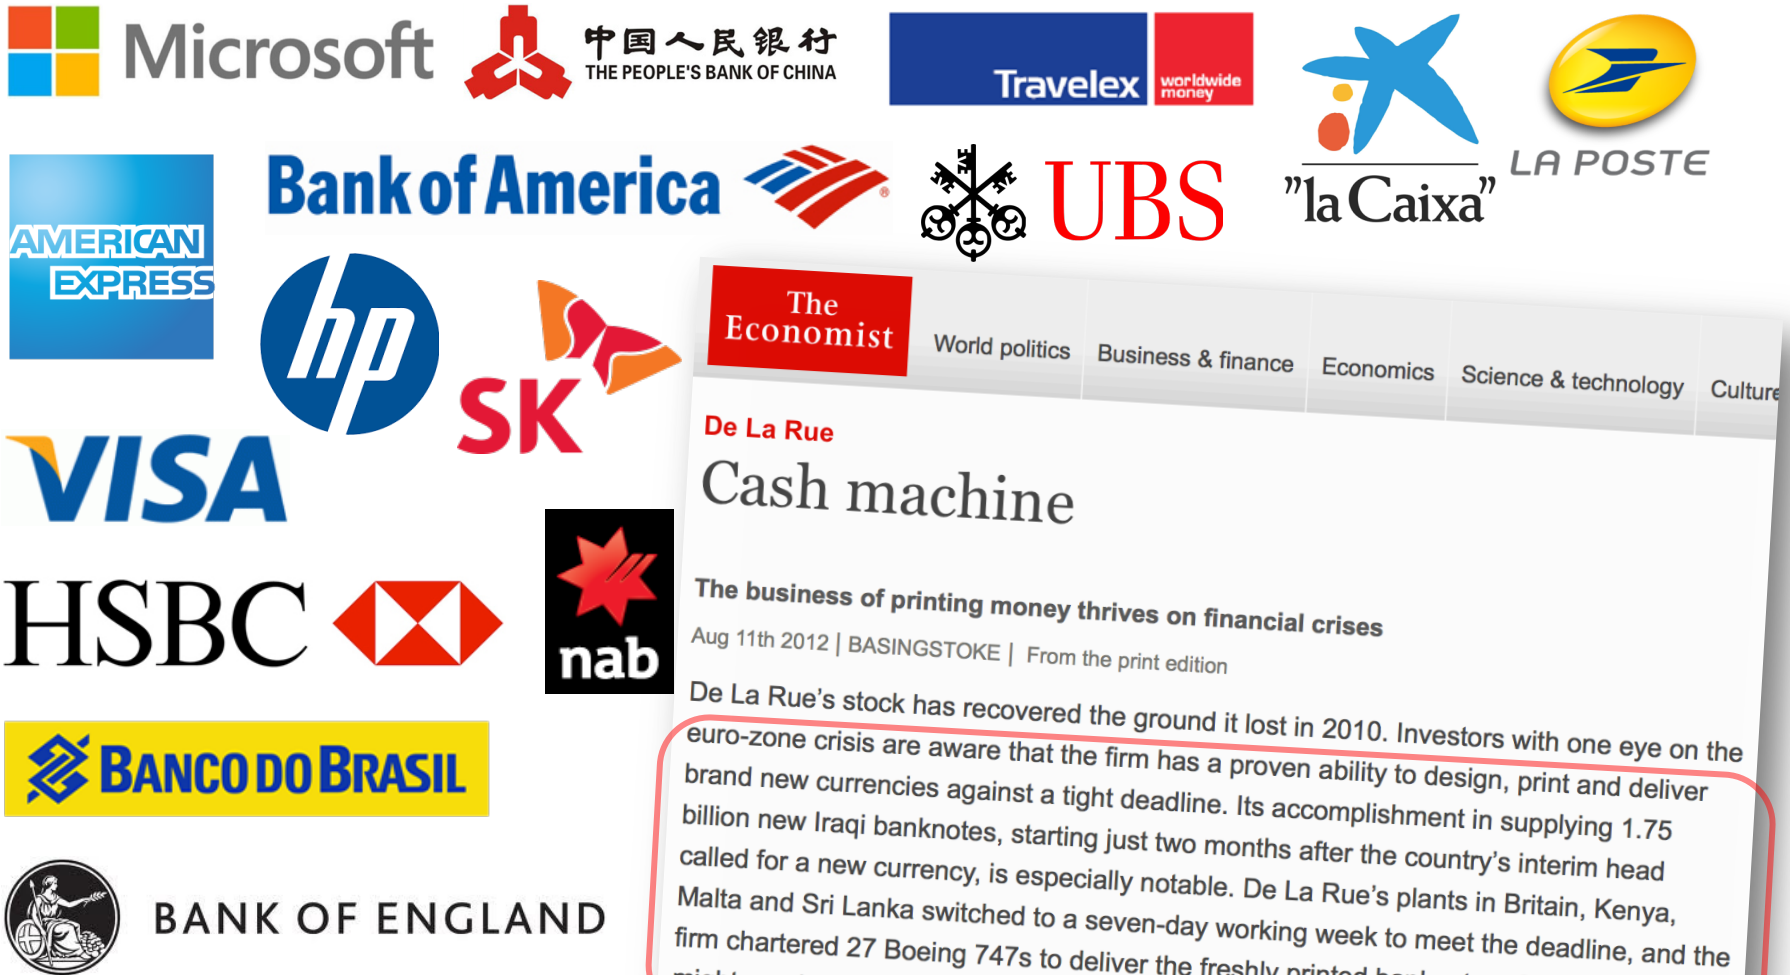 Microsoft
中国人民银行
THE PEOPLE'S BANK OF CHINA
Travelex
worldwide
money
"la Caixa"
LA POSTE
AMERICAN
EXPRESS
Bank of America
®
UBS
hp
SK
VISA
HSBC
nab
BANCO DO BRASIL
BANK OF ENGLAND
The
Economist
World politics
Business & finance
Economics
Science & technology
Culture
De La Rue
Cash machine
The business of printing money thrives on financial crises
Aug 11th 2012 | BASINGSTOKE | From the print edition
De La Rue's stock has recovered the ground it lost in 2010. Investors with one eye on the
euro-zone crisis are aware that the firm has a proven ability to design, print and deliver
brand new currencies against a tight deadline. Its accomplishment in supplying 1.75
billion new Iraqi banknotes, starting just two months after the country's interim head
called for a new currency, is especially notable. De La Rue's plants in Britain, Kenya,
Malta and Sri Lanka switched to a seven-day working week to meet the deadline, and the
firm chartered 27 Boeing 747s to deliver the freshly printed